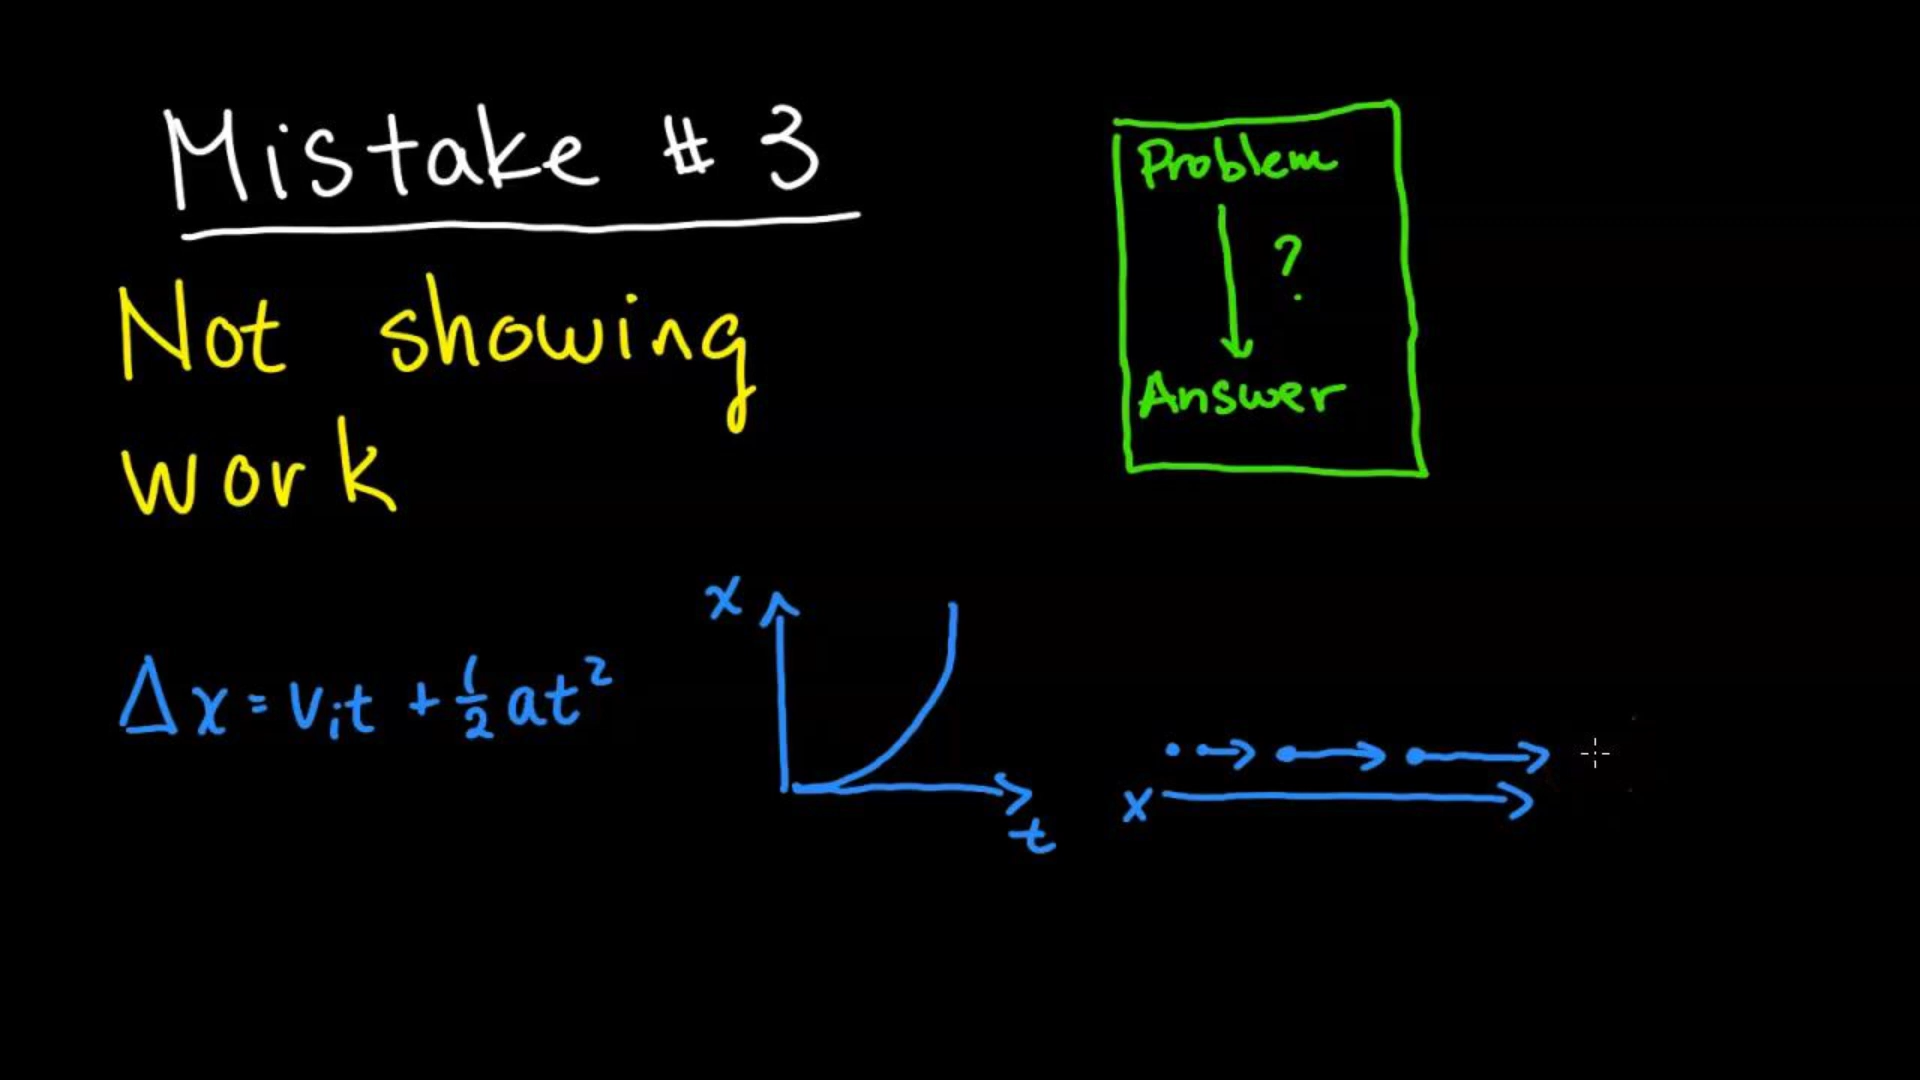 Mistake # 3
Not showing
work
Problem
?
Answer
Δx = vᵢt + ½at²
x
t
x